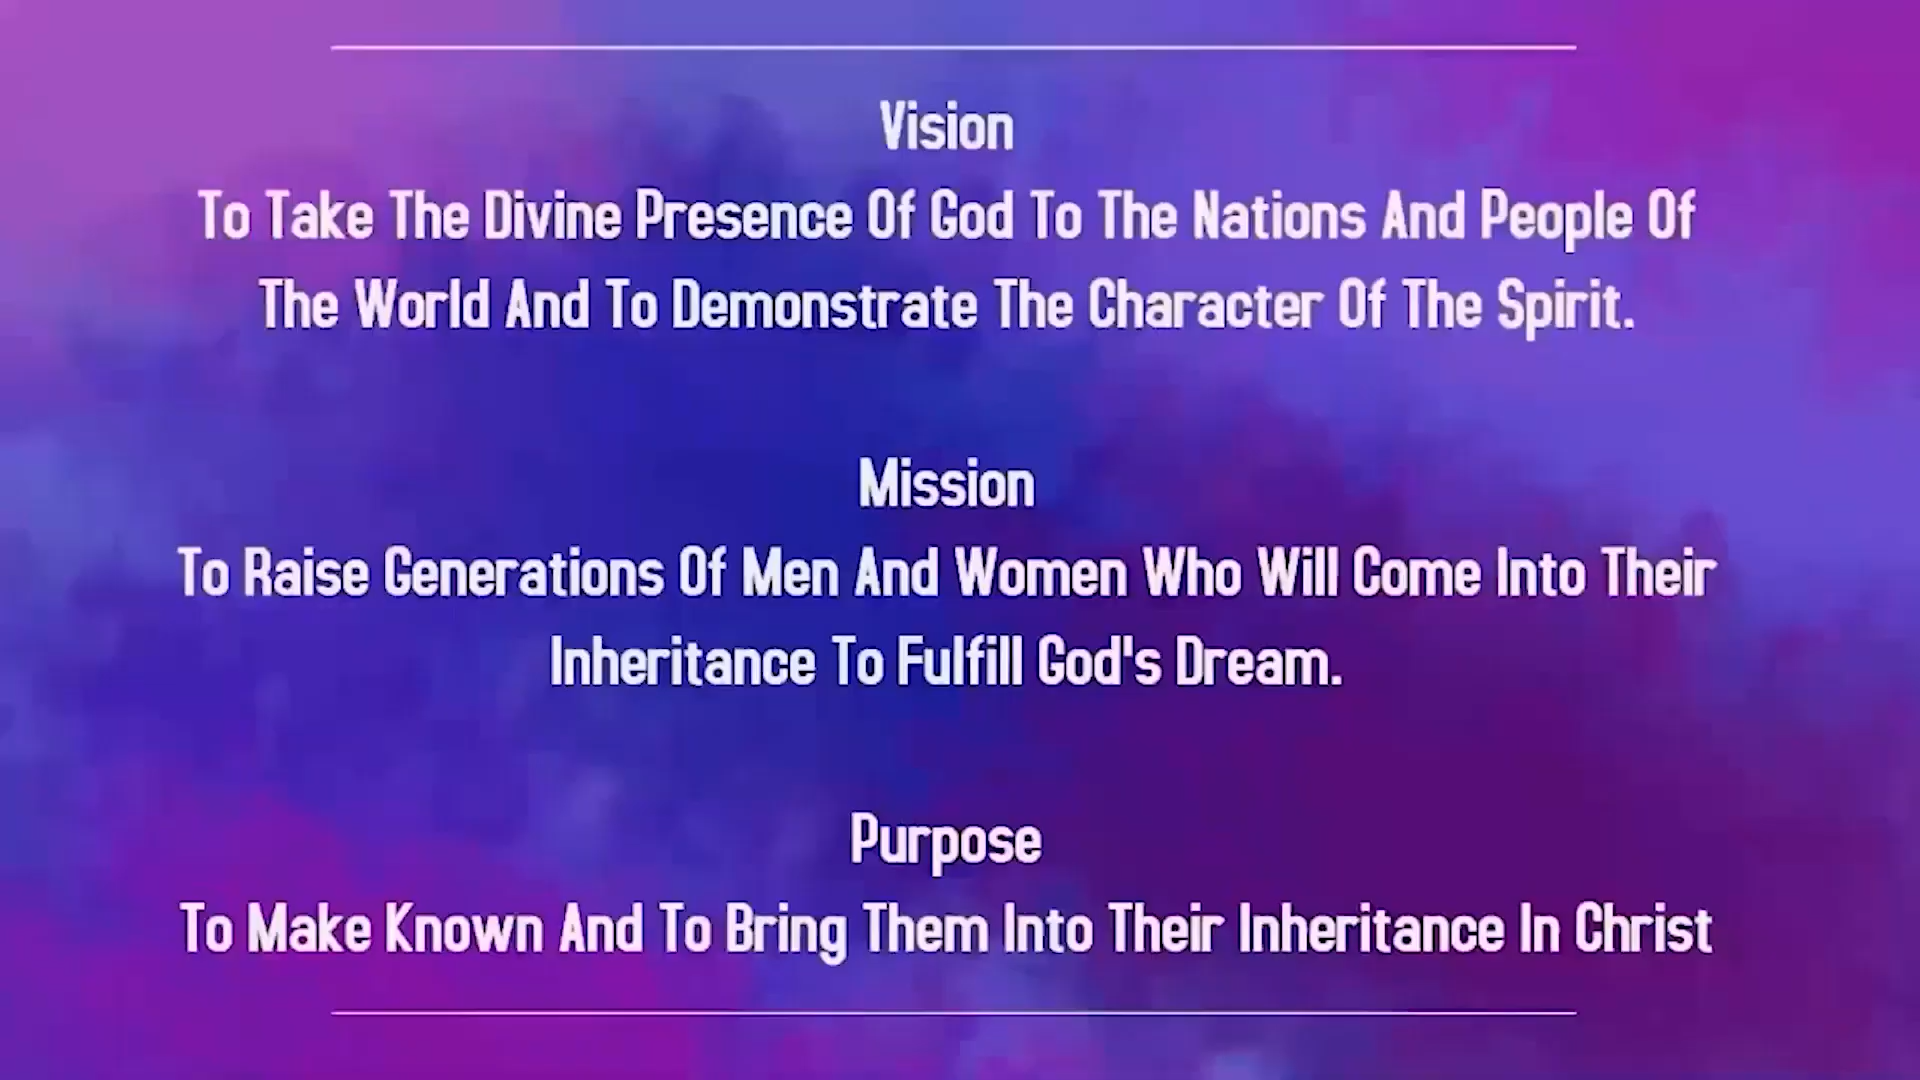 Vision
To Take The Divine Presence Of God To The Nations And People Of
The World And To Demonstrate The Character Of The Spirit.
Mission
To Raise Generations Of Men And Women Who Will Come Into Their
Inheritance To Fulfill God's Dream.
Purpose
To Make Known And To Bring Them Into Their Inheritance In Christ